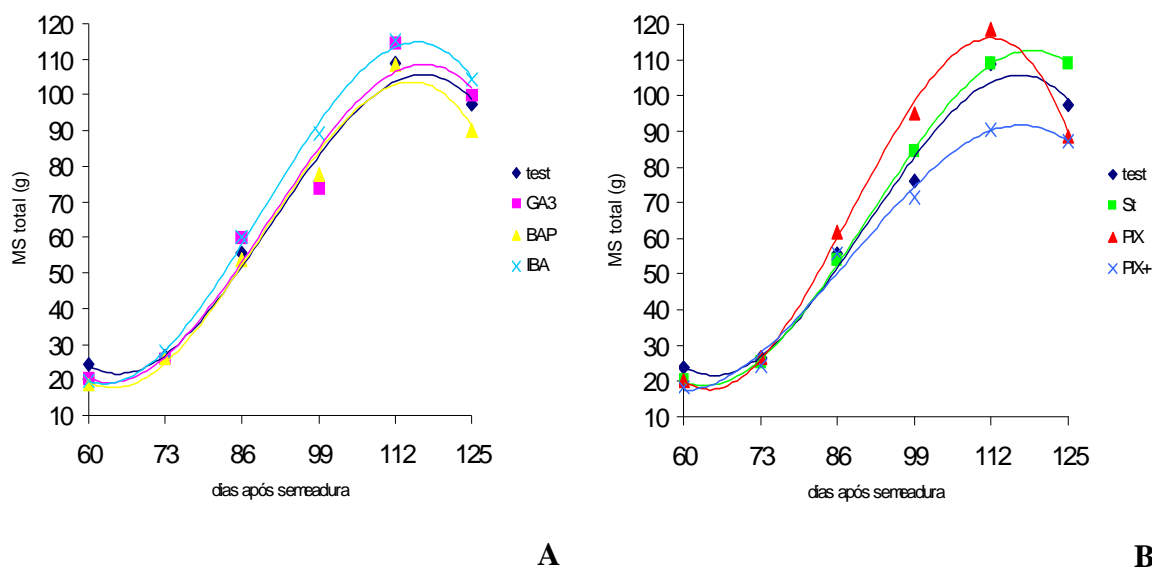 A
120
110
100
90
80
70
60
50
40
30
20
10
MS total (g)
60 73 86 99 112 125
dias após semeadura
test
GA3
BAP
IBA
A
B
120
110
100
90
80
70
60
50
40
30
20
10
MS total (g)
60 73 86 99 112 125
dias após semeadura
test
St
PIX
PIX+
B